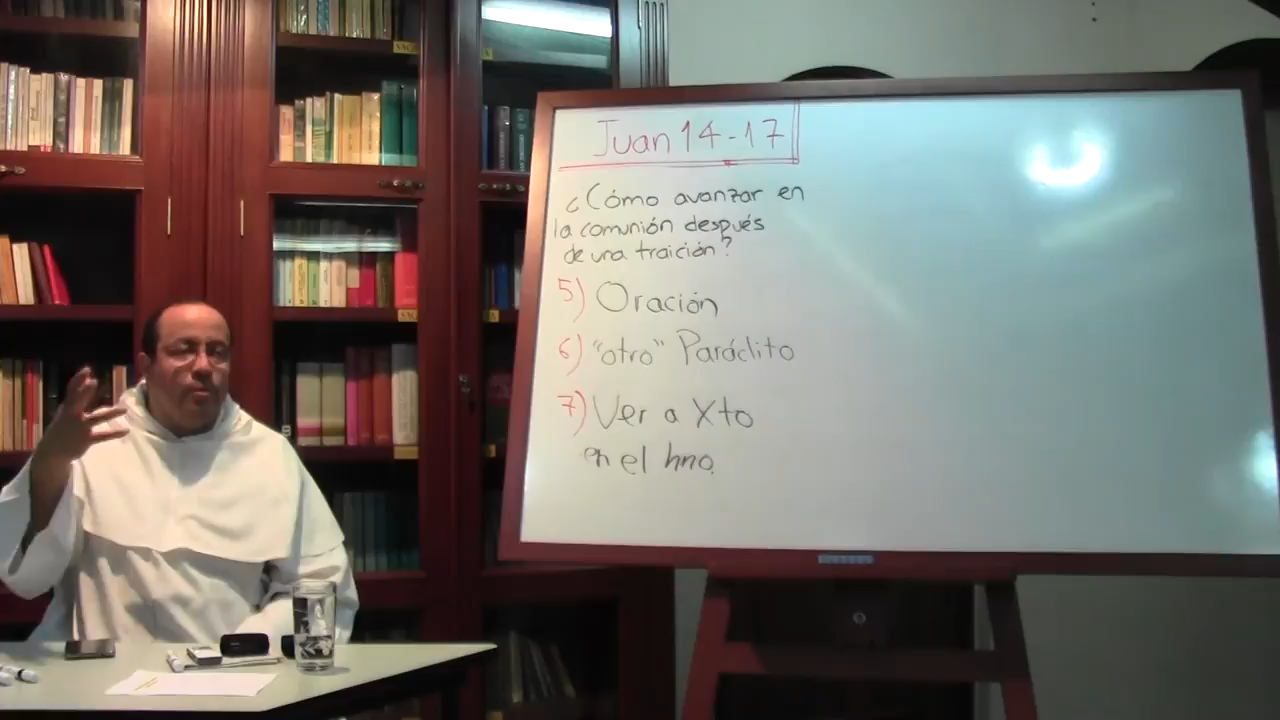 Juan 14-17
¿Cómo avanzar en
la comunión después
de una traición?
5) Oración
6) "otro" Paráclito
7) Ver a Xto
en el hno.